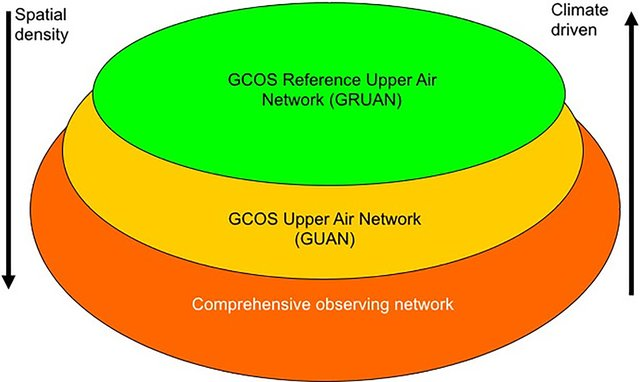 Spatial
density
Climate
driven
GCOS Reference Upper Air
Network (GRUAN)
GCOS Upper Air Network
(GUAN)
Comprehensive observing network